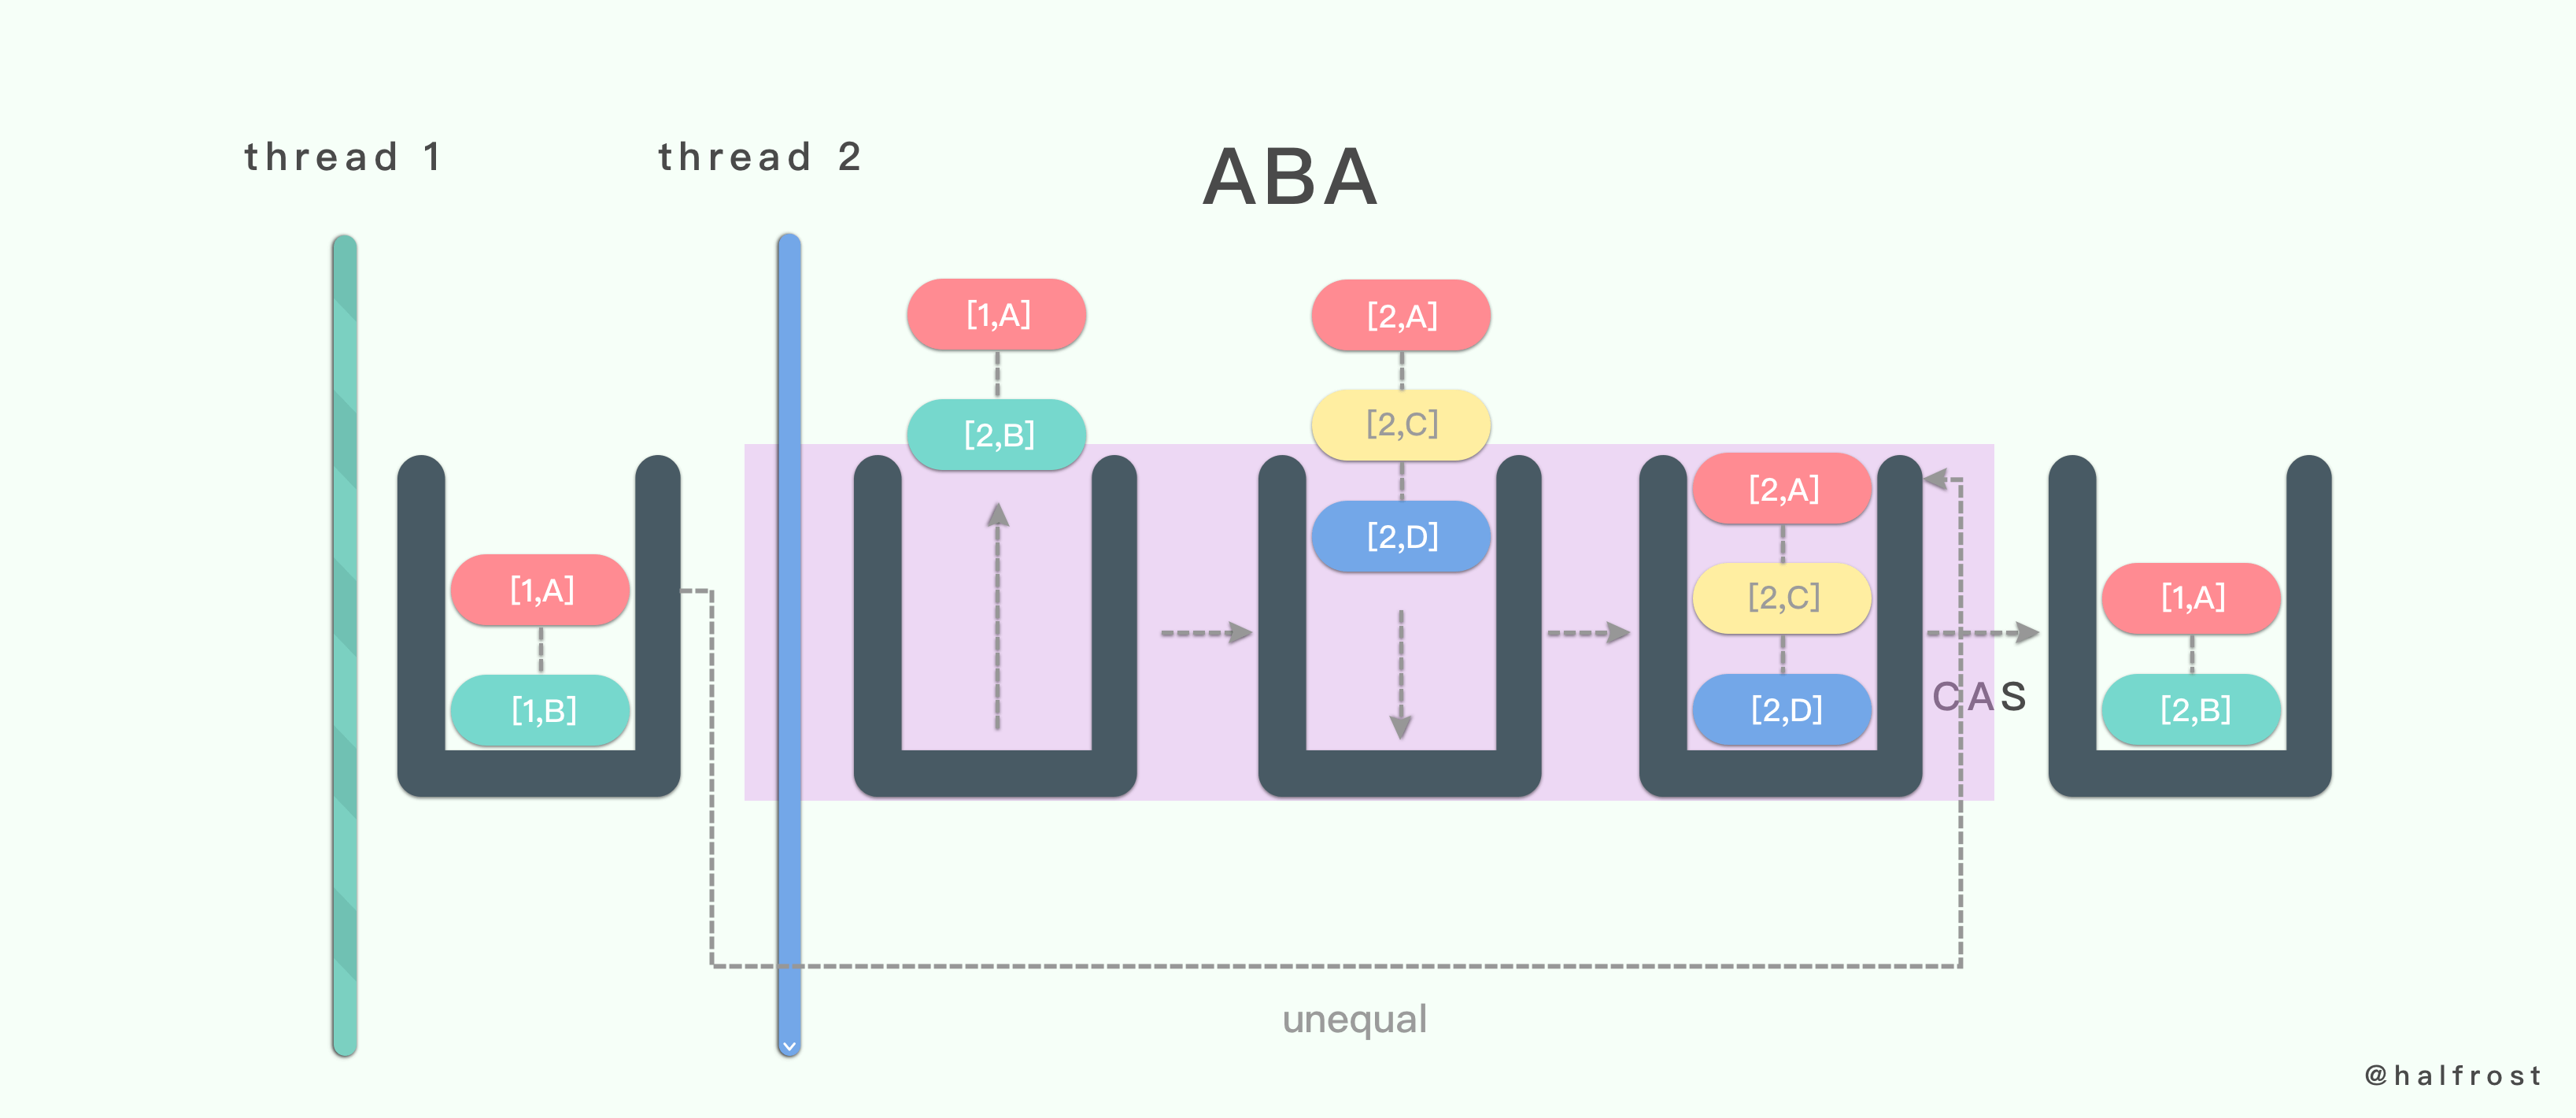 thread 1
thread 2
ABA
[1,A]
[1,B]
[1,A]
[2,B]
[2,A]
[2,C]
[2,D]
[2,A]
[2,C]
[2,D]
CAS
[1,A]
[2,B]
unequal
@halfrost